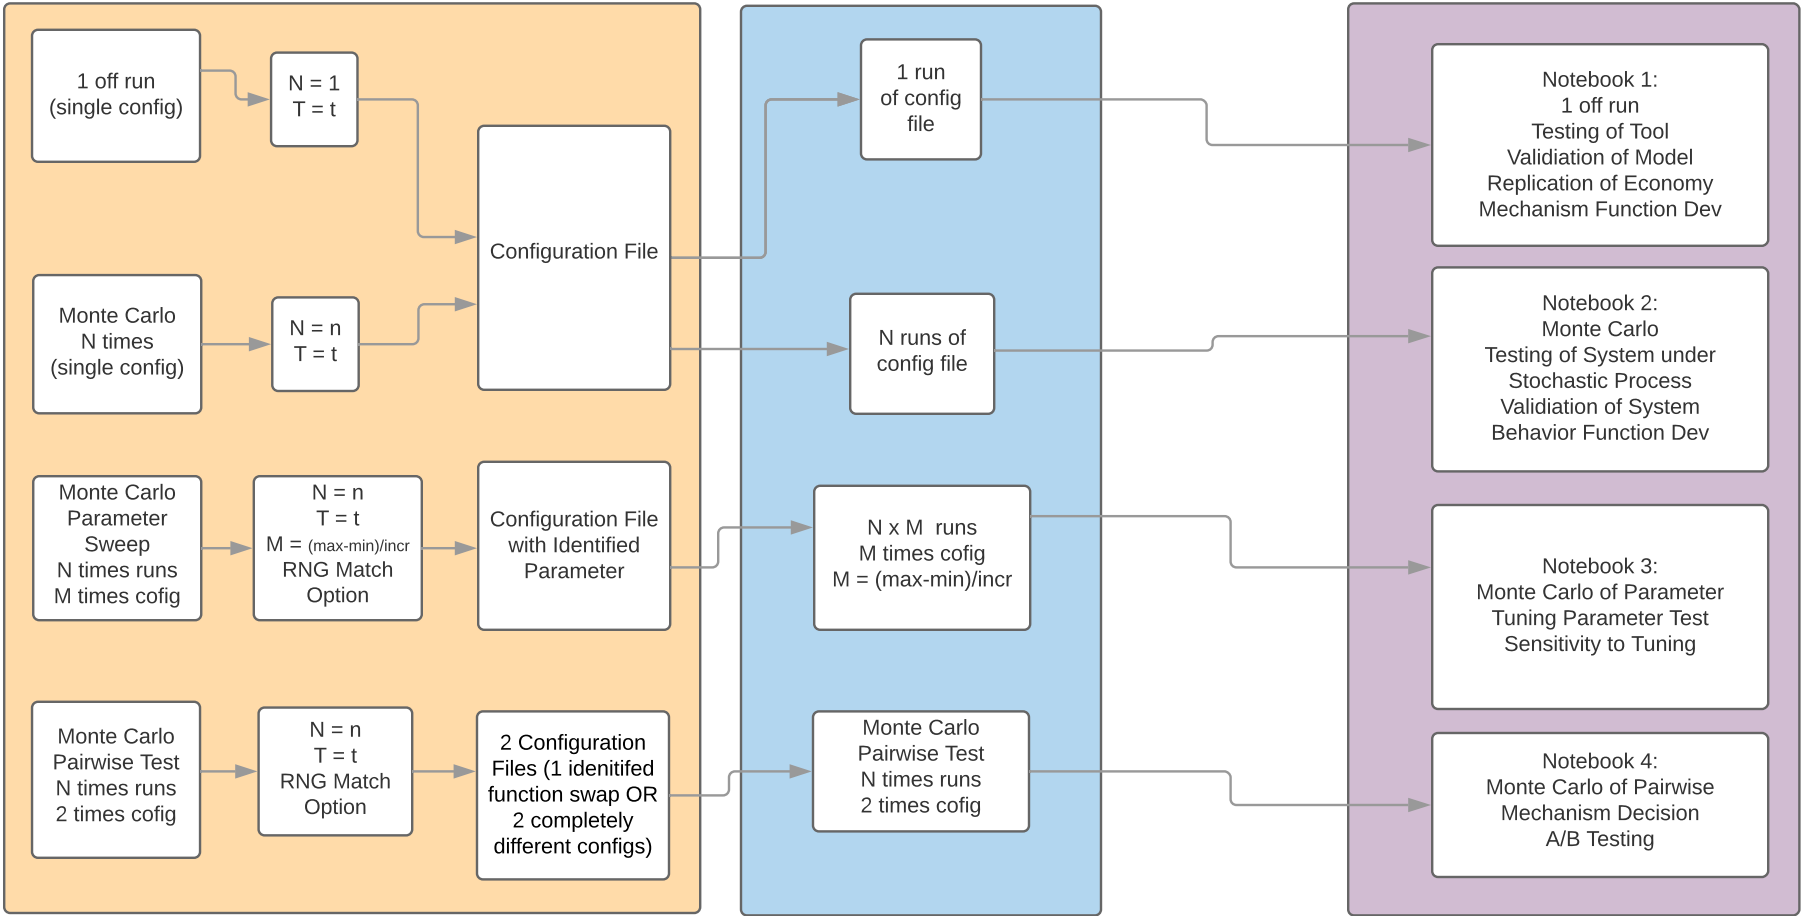 1 off run
(single config)
N = 1
T = t
Monte Carlo
N times
(single config)
N = n
T = t
Configuration File
Monte Carlo
Parameter
Sweep
N times runs
M times cofig
N = n
T = t
M = (max-min)/incr
RNG Match
Option
Configuration File
with Identified
Parameter
Monte Carlo
Pairwise Test
N times runs
2 times cofig
N = n
T = t
RNG Match
Option
2 Configuration
Files (1 idenitifed
function swap OR
2 completely
different configs)
1 run
of config
file
N runs of
config file
N x M  runs
M times cofig
M = (max-min)/incr
Monte Carlo
Pairwise Test
N times runs
2 times cofig
Notebook 1:
1 off run
Testing of Tool
Validiation of Model
Replication of Economy
Mechanism Function Dev
Notebook 2:
Monte Carlo
Testing of System under
Stochastic Process
Validiation of System
Behavior Function Dev
Notebook 3:
Monte Carlo of Parameter
Tuning Parameter Test
Sensitivity to Tuning
Notebook 4:
Monte Carlo of Pairwise
Mechanism Decision
A/B Testing